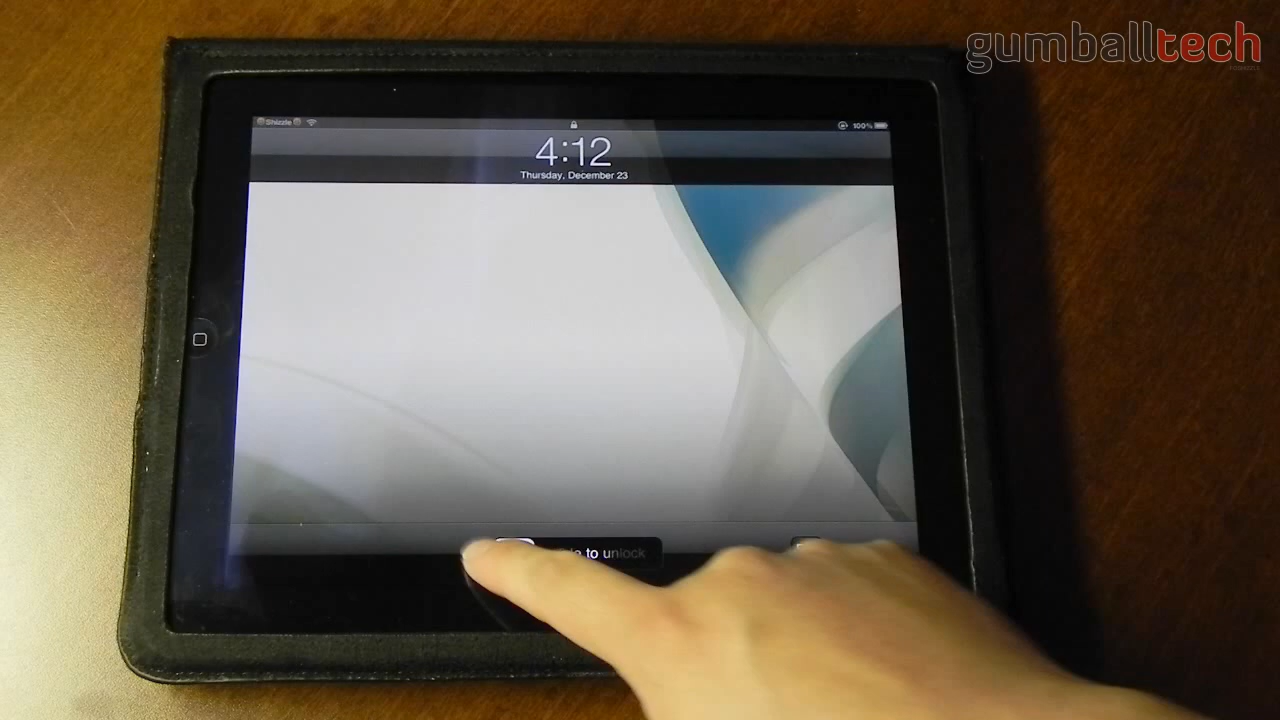 gumballtech
Shizzle
100%
4:12
Thursday, December 23
to unlock